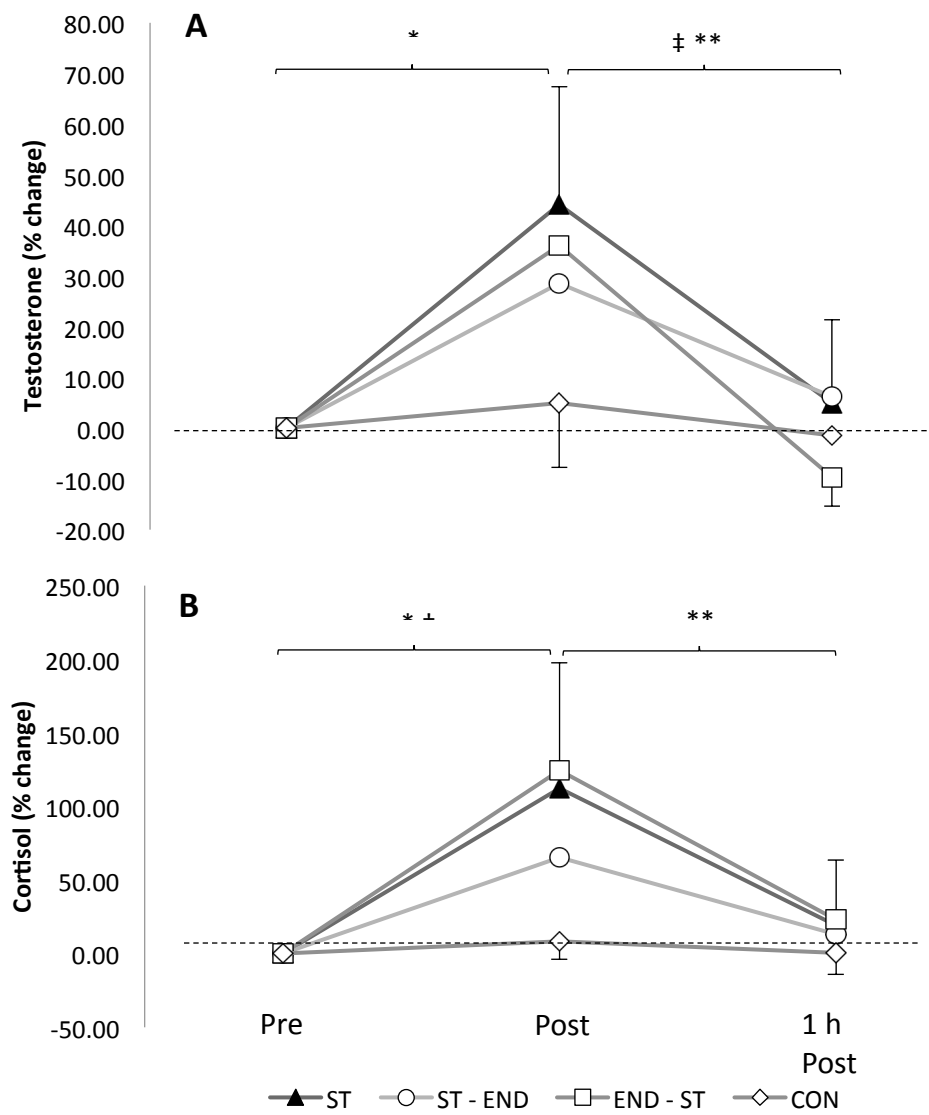 A
80.00
70.00
60.00
50.00
40.00
30.00
20.00
10.00
0.00
-10.00
-20.00
Testosterone (% change)
*
‡ **
B
250.00
200.00
150.00
100.00
50.00
0.00
-50.00
Cortisol (% change)
*
**
Pre
Post
1 h
Post
ST
ST - END
END - ST
CON